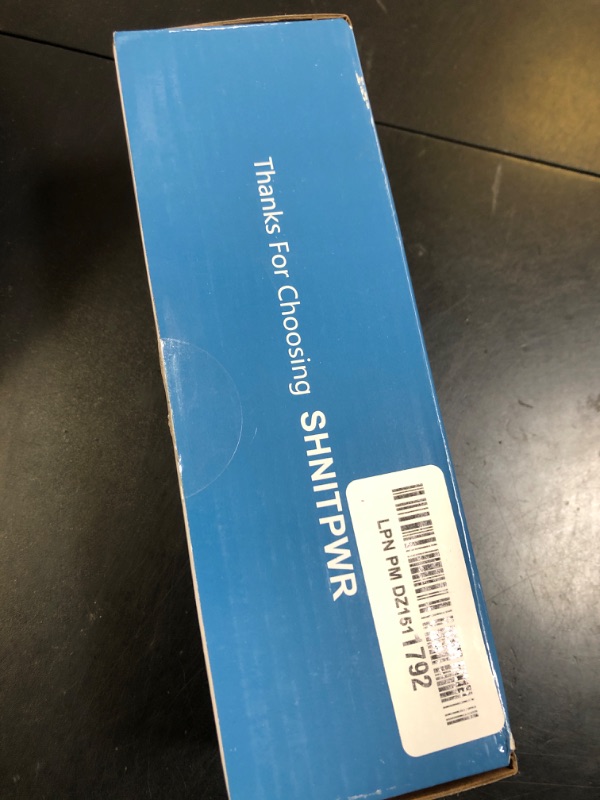 Thanks For Choosing SHNITPWR
LPN PM DZ1511792